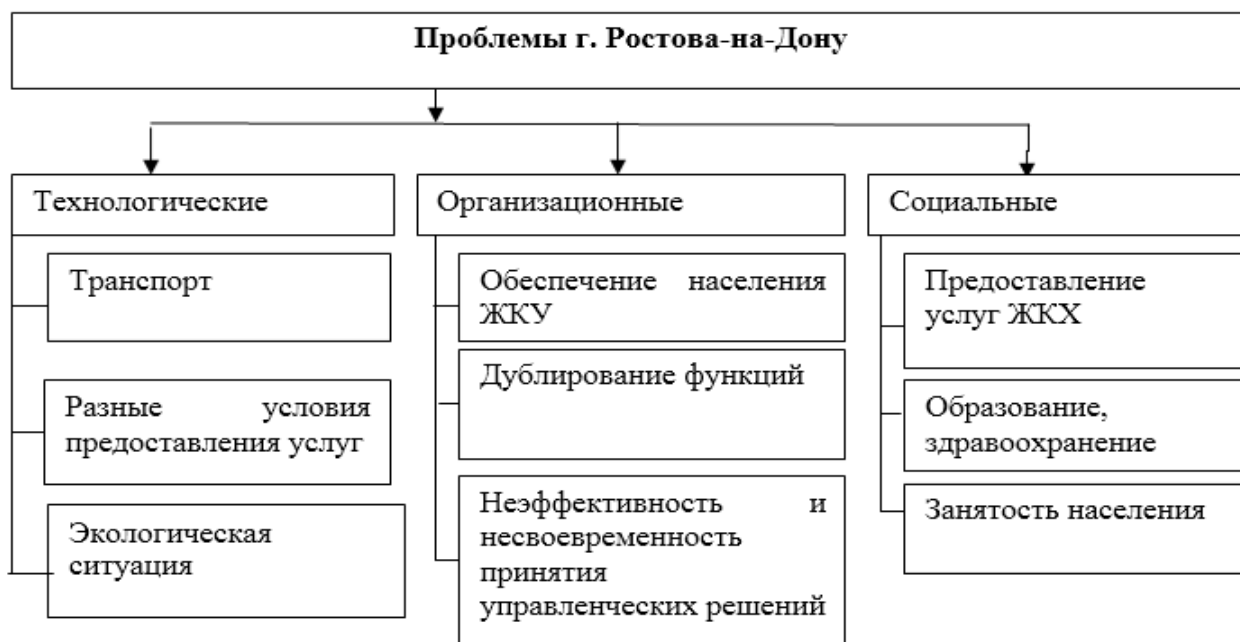 Проблемы г. Ростова-на-Дону
Технологические
Транспорт
Разные условия
предоставления услуг
Экологическая
ситуация
Организационные
Обеспечение населения
ЖКУ
Дублирование функций
Неэффективность и
несвоевременность
принятия
управленческих решений
Социальные
Предоставление
услуг ЖКХ
Образование,
здравоохранение
Занятость населения